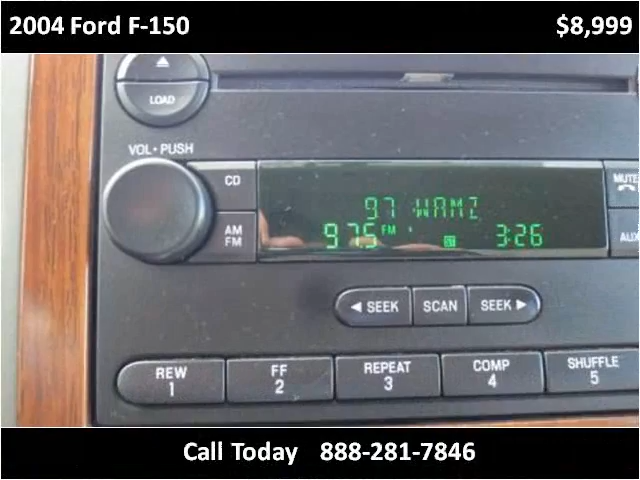 2004 Ford F-150 $8,999
LOAD
VOL • PUSH
CD
MUTE
97 WAMZ
AM
FM
97.5 FM 3:26
AUX
◄ SEEK SCAN SEEK ►
REW FF REPEAT COMP SHUFFLE
1 2 3 4 5
Call Today 888-281-7846